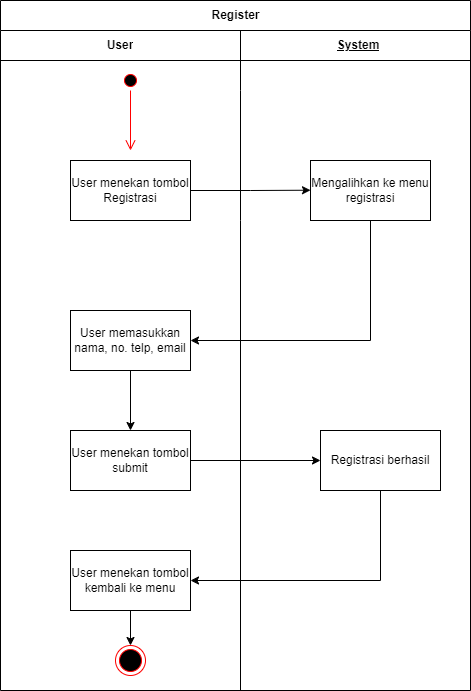 Register
User
System
User menekan tombol
Registrasi
Mengalihkan ke menu
registrasi
User memasukkan
nama, no. telp, email
User menekan tombol
submit
Registrasi berhasil
User menekan tombol
kembali ke menu